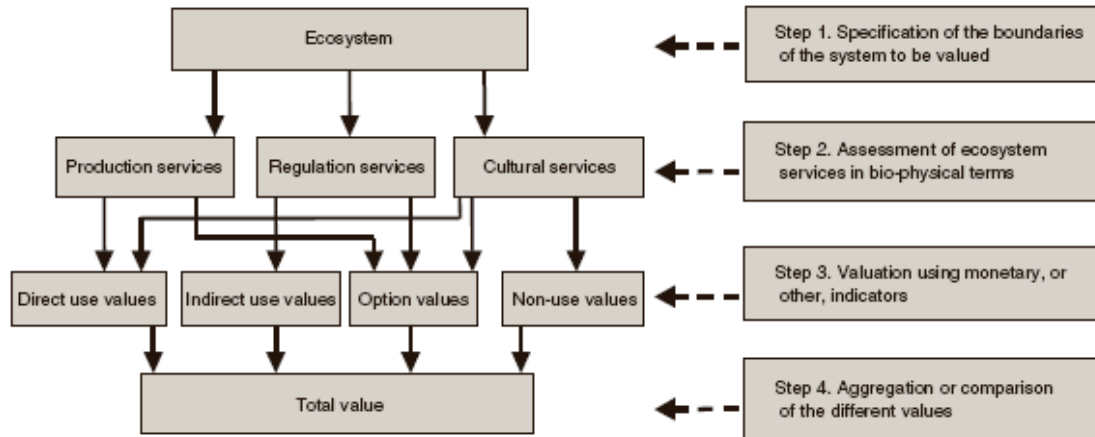 Ecosystem
Step 1. Specification of the boundaries
of the system to be valued
Production services
Regulation services
Cultural services
Step 2. Assessment of ecosystem
services in bio-physical terms
Direct use values
Indirect use values
Option values
Non-use values
Step 3. Valuation using monetary, or
other, indicators
Total value
Step 4. Aggregation or comparison
of the different values